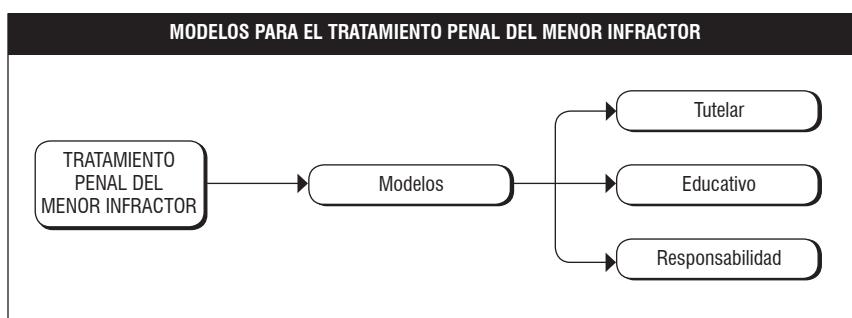 MODELOS PARA EL TRATAMIENTO PENAL DEL MENOR INFRACTOR
TRATAMIENTO
PENAL DEL
MENOR INFRACTOR
Modelos
Tutelar
Educativo
Responsabilidad